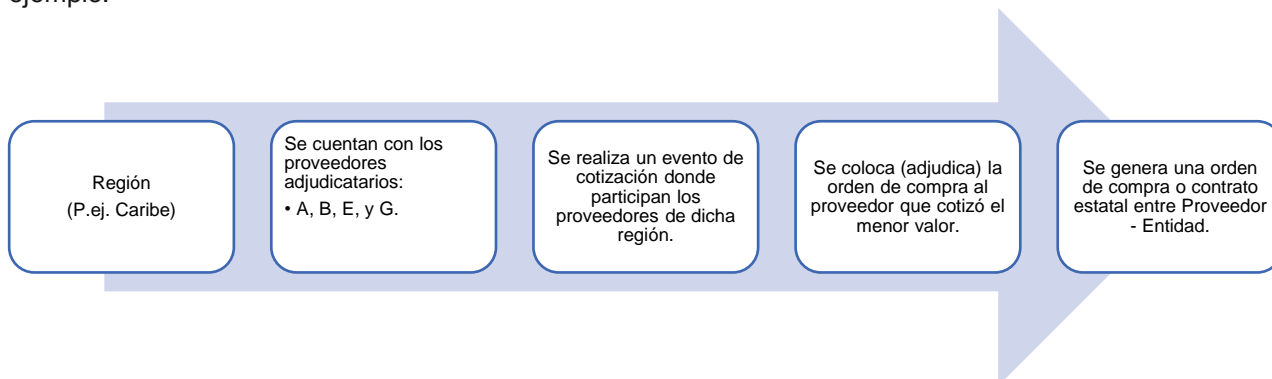 ejemplo:
Región
(P.ej. Caribe)
Se cuentan con los
proveedores
adjudicatarios:
• A, B, E, y G.
Se realiza un evento de
cotización donde
participan los
proveedores de dicha
región.
Se coloca (adjudica) la
orden de compra al
proveedor que cotizó el
menor valor.
Se genera una orden
de compra o contrato
estatal entre Proveedor
- Entidad.